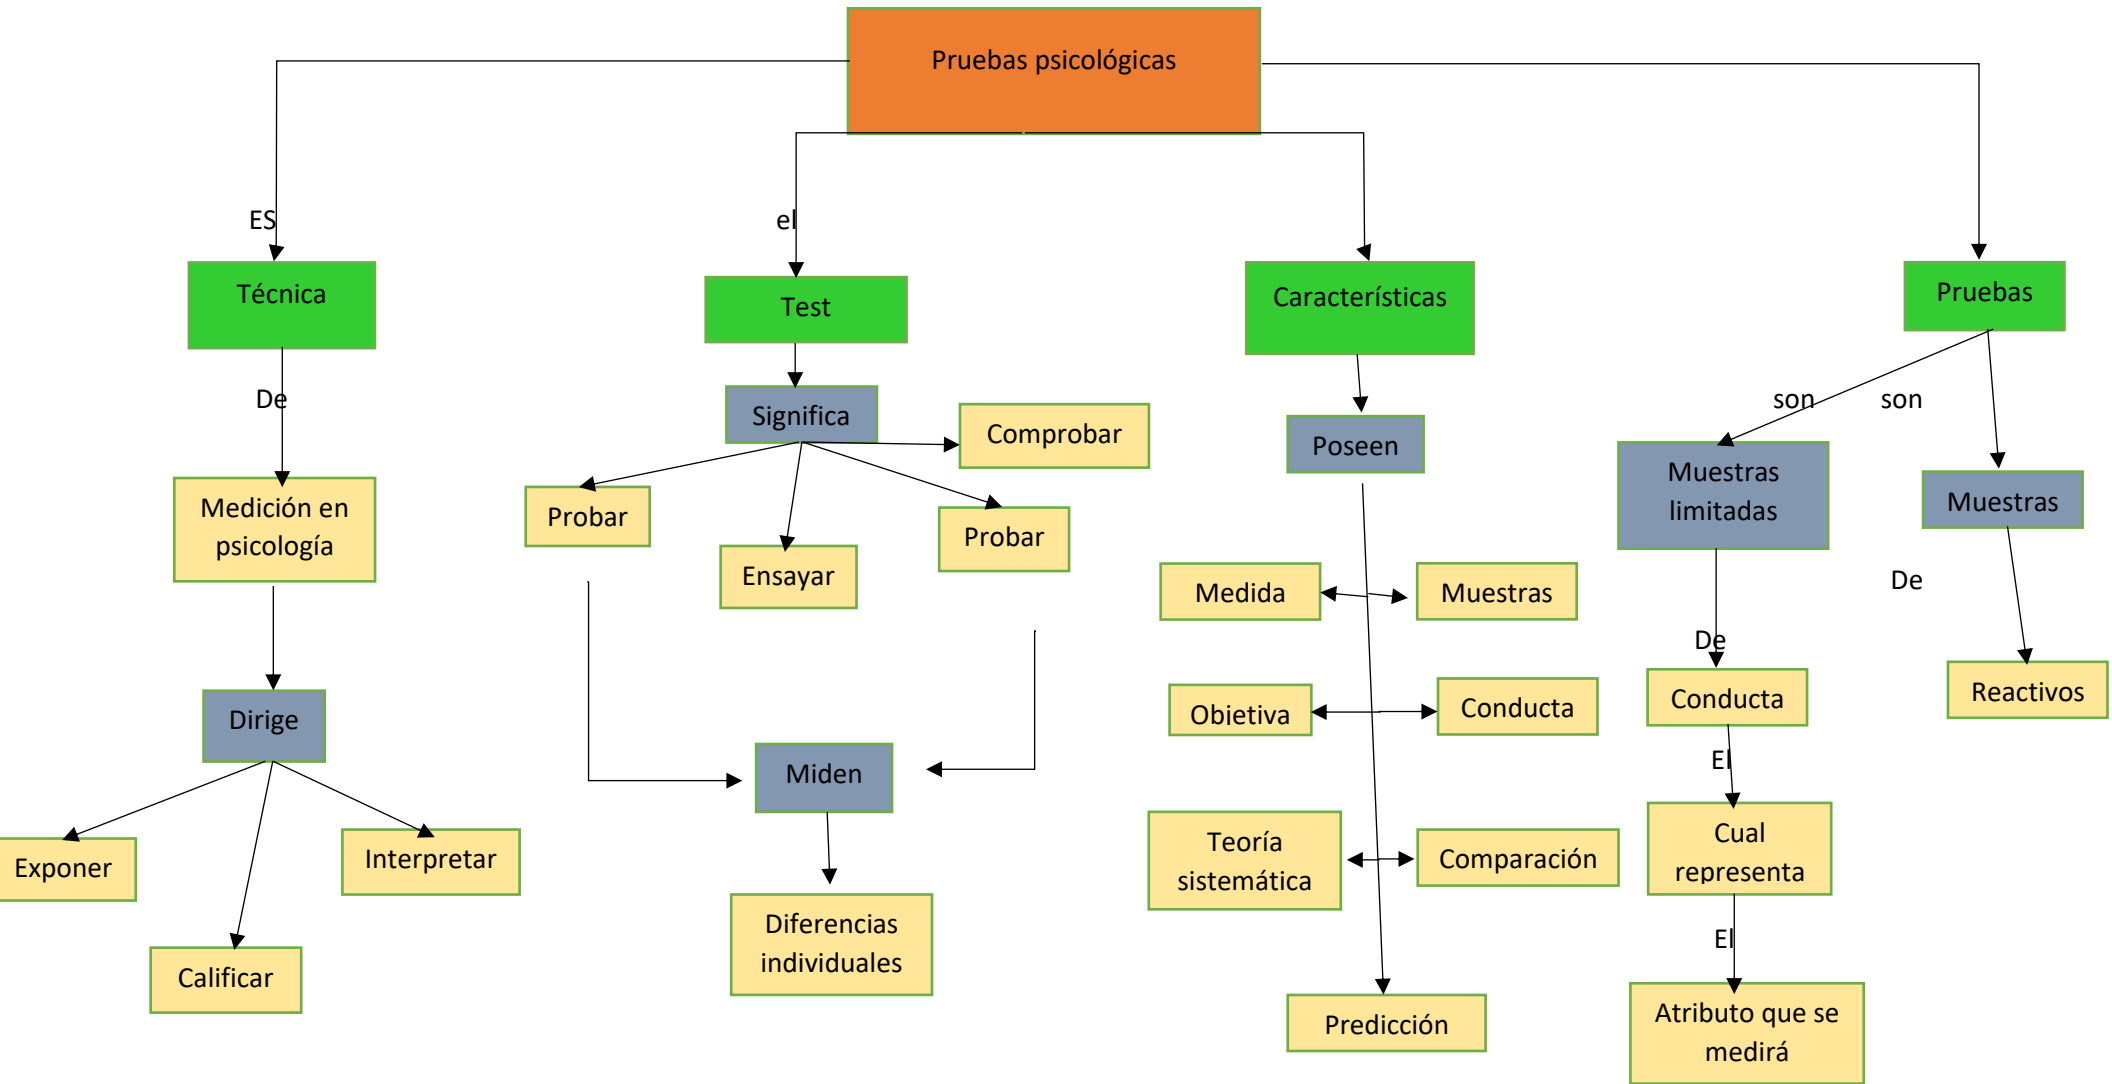 Pruebas psicológicas
ES
el
Técnica
Test
Características
Pruebas
De
Significa
Comprobar
Poseen
son
son
Medición en
psicología
Probar
Ensayar
Probar
Muestras
limitadas
Muestras
Medida
Muestras
De
De
Dirige
Miden
Objetiva
Conducta
Conducta
Reactivos
El
Exponer
Interpretar
Calificar
Diferencias
individuales
Teoría
sistemática
Comparación
Cual
representa
El
Predicción
Atributo que se
medirá